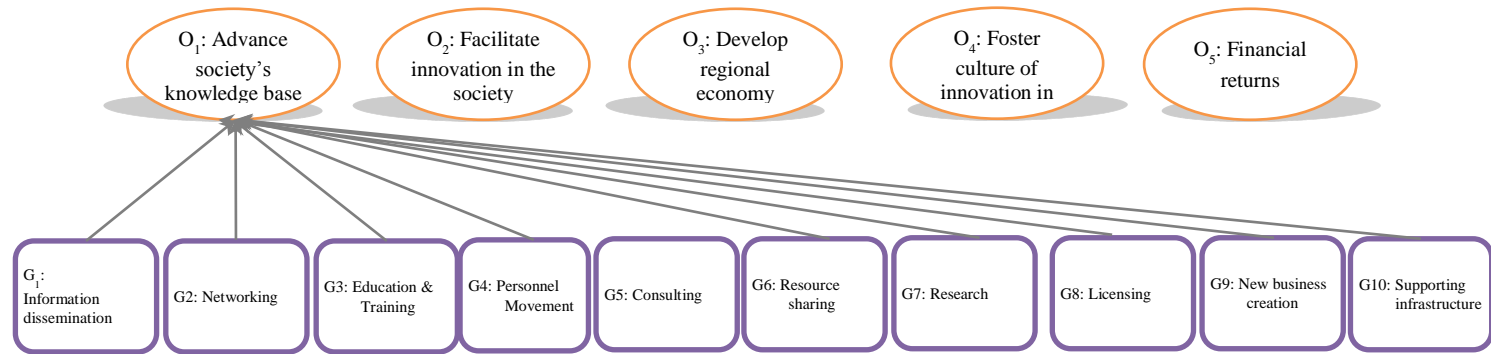 O₁: Advance
society's
knowledge base
O₂: Facilitate
innovation in the
society
O₃: Develop
regional
economy
O₄: Foster
culture of
innovation in
O₅: Financial
returns
G₁:
Information
dissemination
G2: Networking
G3: Education &
Training
G4: Personnel
Movement
G5: Consulting
G6: Resource
sharing
G7: Research
G8: Licensing
G9: New business
creation
G10: Supporting
infrastructure